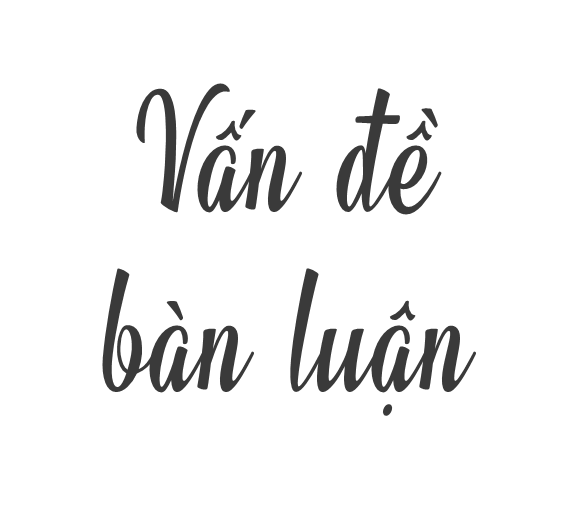 Vấn đề
bàn luận